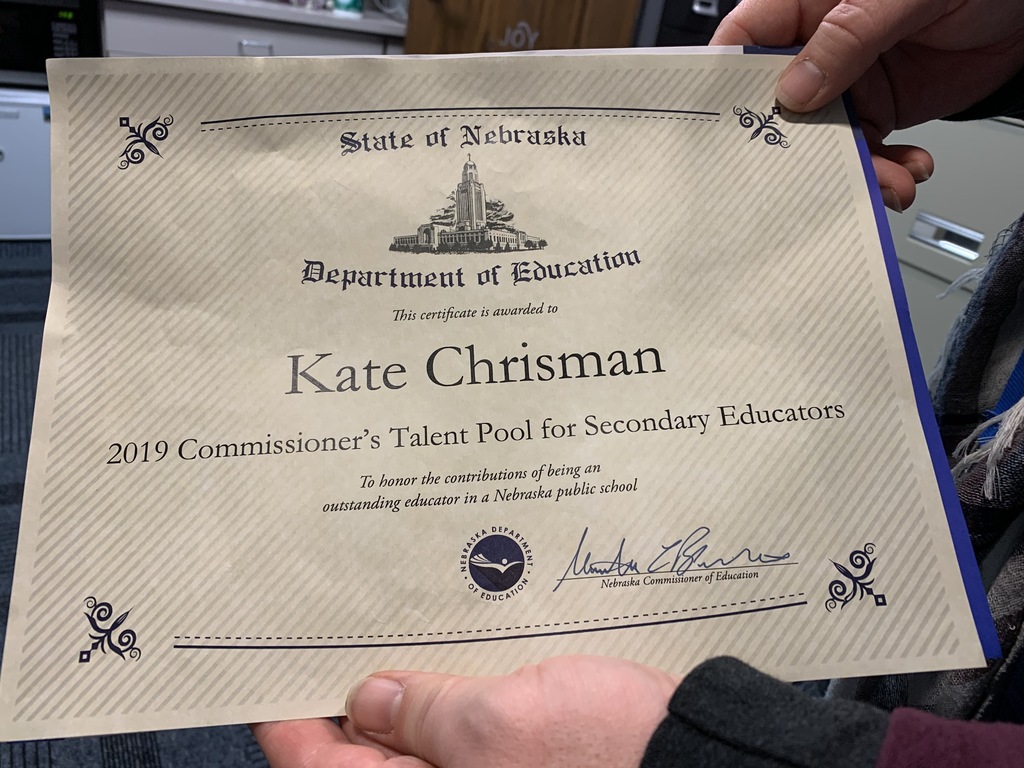 JOY
State of Nebraska
Department of Education
This certificate is awarded to
Kate Chrisman
2019 Commissioner's Talent Pool for Secondary Educators
To honor the contributions of being an
outstanding educator in a Nebraska public school
NEBRASKA DEPARTMENT
OF EDUCATION
Nebraska Commissioner of Education